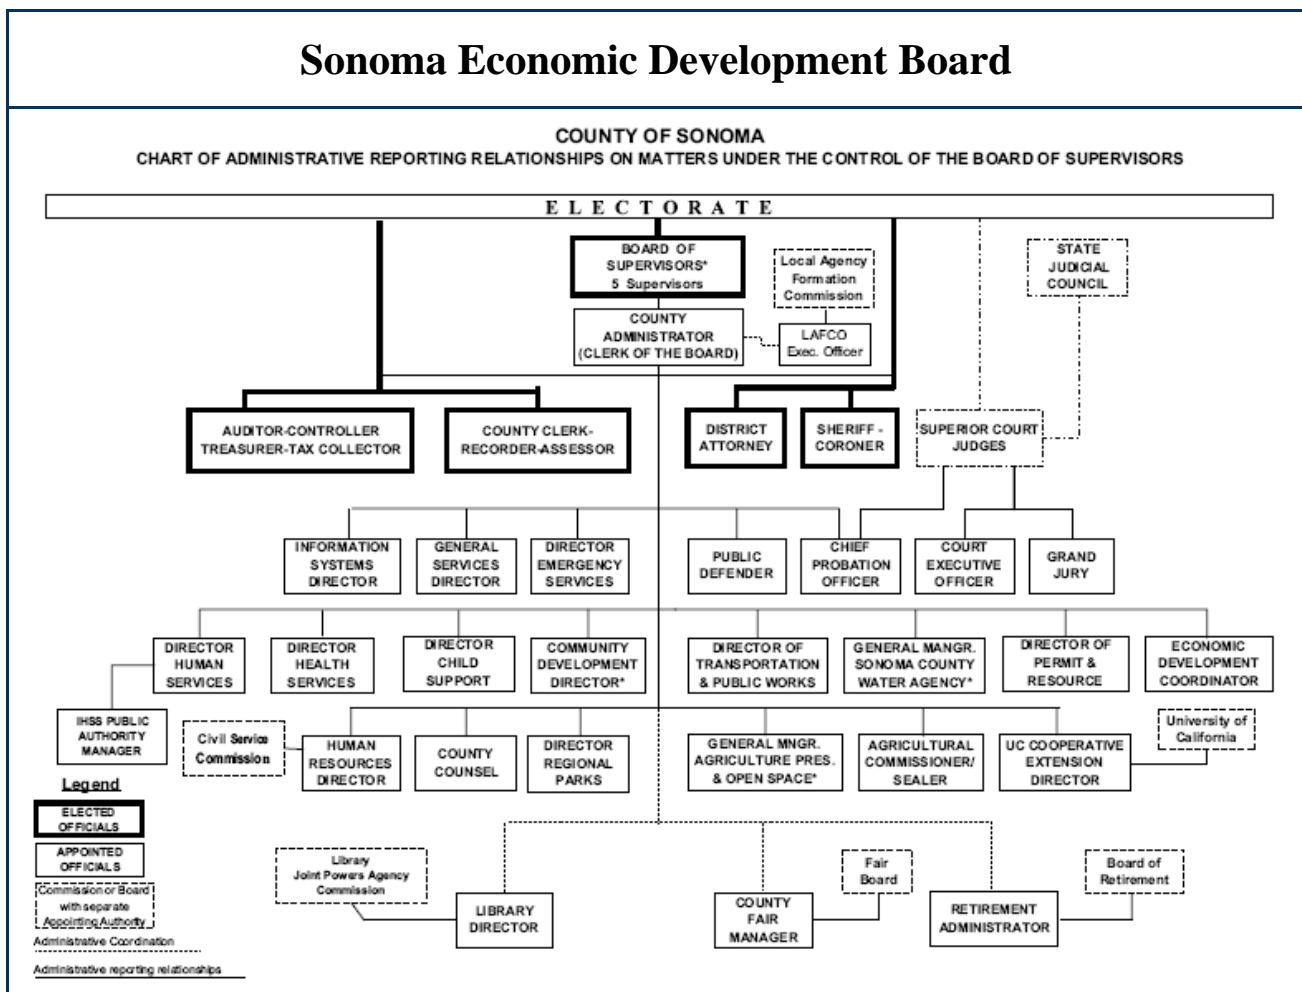 Sonoma Economic Development Board
COUNTY OF SONOMA
CHART OF ADMINISTRATIVE REPORTING RELATIONSHIPS ON MATTERS UNDER THE CONTROL OF THE BOARD OF SUPERVISORS
ELECTORATE
BOARD OF
SUPERVISORS*
5 Supervisors
Local Agency
Formation
Commission
STATE
JUDICIAL
COUNCIL
COUNTY
ADMINISTRATOR
(CLERK OF THE BOARD)
LAFCO
Exec. Officer
AUDITOR-CONTROLLER
TREASURER-TAX COLLECTOR
COUNTY CLERK-
RECORDER-ASSESSOR
DISTRICT
ATTORNEY
SHERIFF -
CORONER
SUPERIOR COURT
JUDGES
INFORMATION
SYSTEMS
DIRECTOR
GENERAL
SERVICES
DIRECTOR
DIRECTOR
EMERGENCY
SERVICES
PUBLIC
DEFENDER
CHIEF
PROBATION
OFFICER
COURT
EXECUTIVE
OFFICER
GRAND
JURY
DIRECTOR
HUMAN
SERVICES
DIRECTOR
HEALTH
SERVICES
DIRECTOR
CHILD
SUPPORT
COMMUNITY
DEVELOPMENT
DIRECTOR*
DIRECTOR OF
TRANSPORTATION
& PUBLIC WORKS
GENERAL MANGR.
SONOMA COUNTY
WATER AGENCY*
DIRECTOR OF
PERMIT &
RESOURCE
ECONOMIC
DEVELOPMENT
COORDINATOR
IHSS PUBLIC
AUTHORITY
MANAGER
Civil Service
Commission
HUMAN
RESOURCES
DIRECTOR
COUNTY
COUNSEL
DIRECTOR
REGIONAL
PARKS
GENERAL MNGR.
AGRICULTURE PRES.
& OPEN SPACE*
AGRICULTURAL
COMMISSIONER/
SEALER
UC COOPERATIVE
EXTENSION
DIRECTOR
University of
California
Legend
ELECTED
OFFICIALS
APPOINTED
OFFICIALS
Commission or Board
with separate
Appointing Authority
Administrative Coordination
Administrative reporting relationships
Library
Joint Powers Agency
Commission
LIBRARY
DIRECTOR
COUNTY
FAIR
MANAGER
Fair
Board
RETIREMENT
ADMINISTRATOR
Board of
Retirement